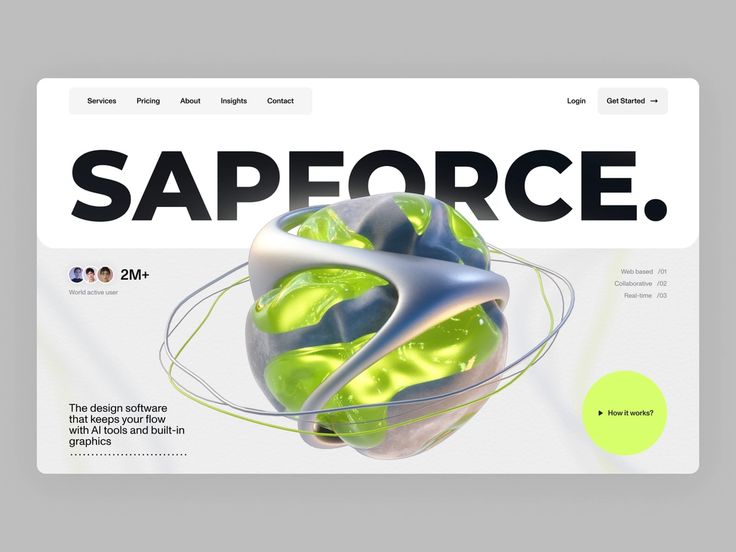 Services Pricing About Insights Contact
Login Get Started →
SAPFORCE.
2M+
World active user
Web based /01
Collaborative /02
Real-time /03
The design software
that keeps your flow
with AI tools and built-in
graphics
How it works?